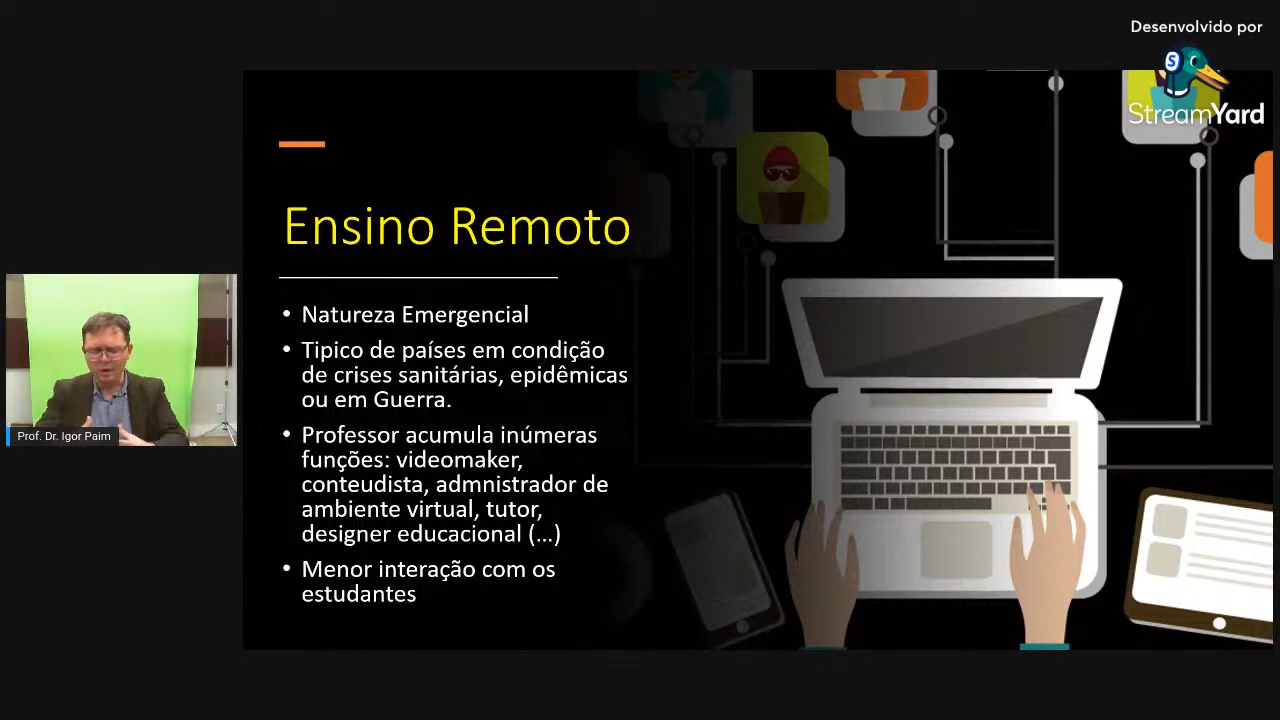 Desenvolvido por
StreamYard
Ensino Remoto
• Natureza Emergencial
• Tipico de países em condição
de crises sanitárias, epidêmicas
ou em Guerra.
• Professor acumula inúmeras
funções: videomaker,
conteudista, admnistrador de
ambiente virtual, tutor,
designer educacional (...)
• Menor interação com os
estudantes
Prof. Dr. Igor Paim